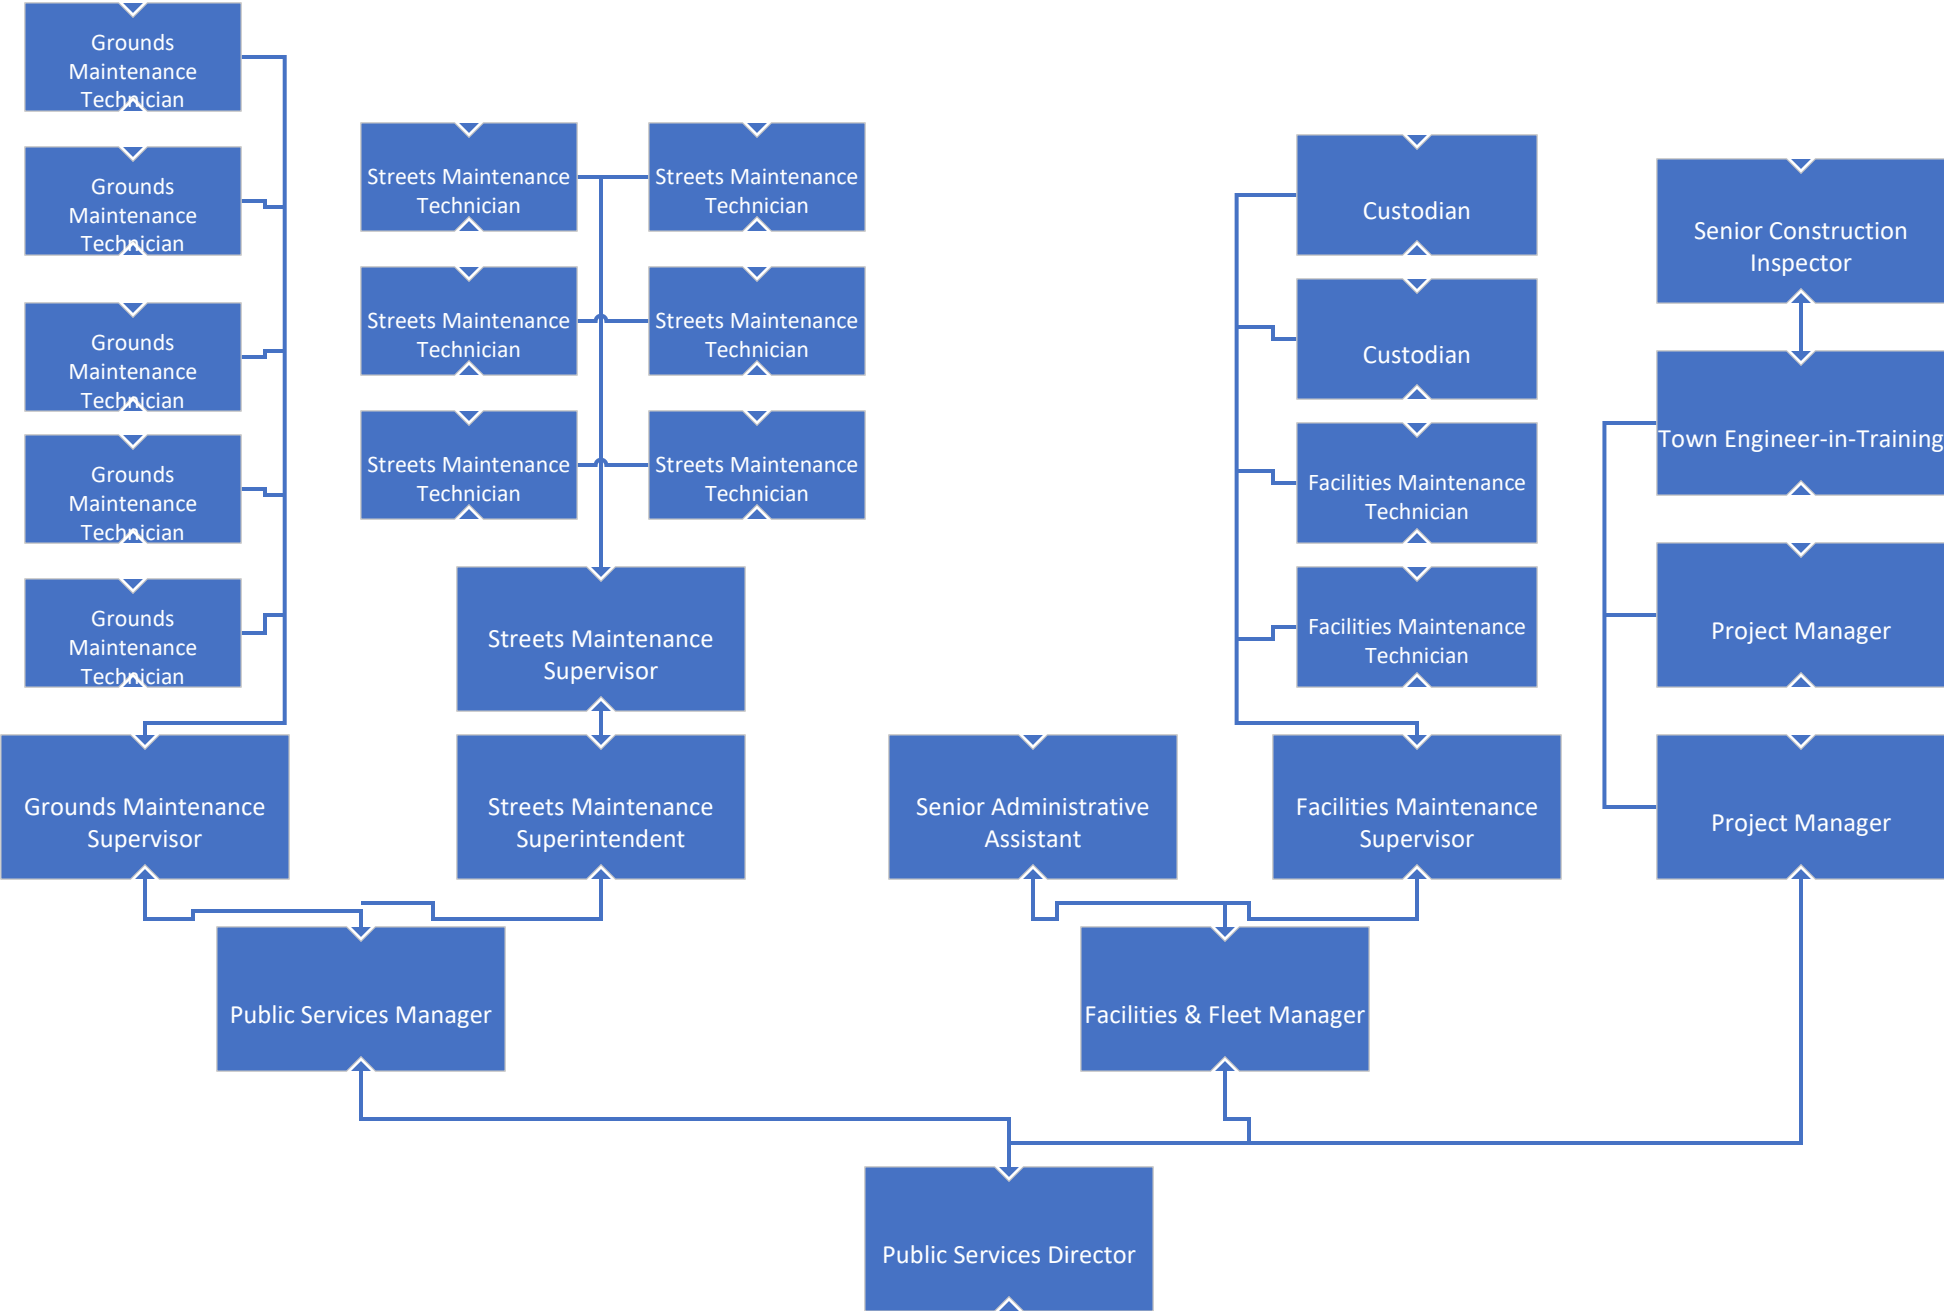 Grounds
Maintenance
Technician
Grounds
Maintenance
Technician
Grounds
Maintenance
Technician
Grounds
Maintenance
Technician
Grounds
Maintenance
Technician
Streets Maintenance
Technician
Streets Maintenance
Technician
Streets Maintenance
Technician
Streets Maintenance
Technician
Streets Maintenance
Technician
Streets Maintenance
Technician
Streets Maintenance
Supervisor
Custodian
Custodian
Facilities Maintenance
Technician
Facilities Maintenance
Technician
Senior Construction
Inspector
Town Engineer-in-Training
Project Manager
Project Manager
Grounds Maintenance
Supervisor
Streets Maintenance
Superintendent
Senior Administrative
Assistant
Facilities Maintenance
Supervisor
Public Services Manager
Facilities & Fleet Manager
Public Services Director